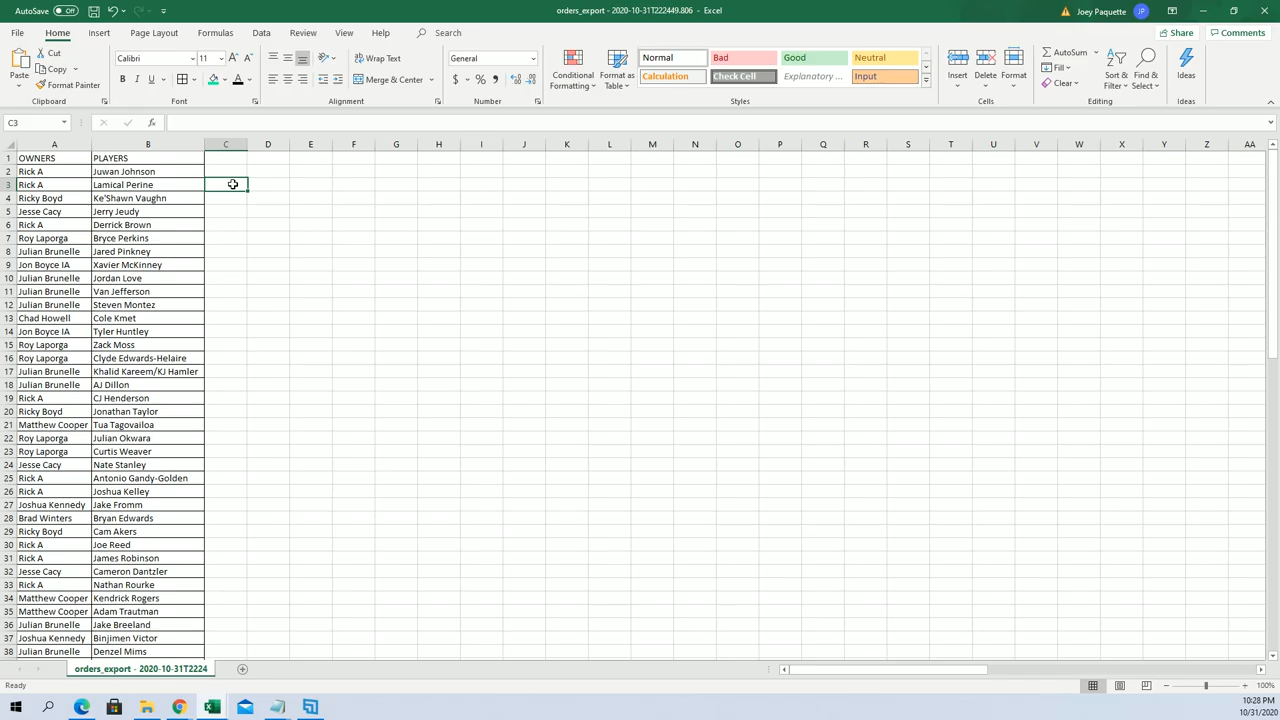 AutoSave Off orders_export - 2020-10-31T222449.806 - Excel Joey Paquette JP
File Home Insert Page Layout Formulas Data Review View Help Search Share Comments
Paste Cut Copy Format Painter Clipboard
Calibri 11 A A B I U A Font
Wrap Text Merge & Center Alignment
General $ % Number
Conditional Formatting Format as Table
Normal Bad Good Neutral
Calculation Check Cell Explanatory ... Input
Styles
Insert Delete Format Cells
AutoSum Fill Clear Sort & Filter Find & Select Editing
Ideas Ideas
C3 fx
A B C D E F G H I J K L M N O P Q R S T U V W X Y Z AA
1 OWNERS PLAYERS
2 Rick A Juwan Johnson
3 Rick A Lamical Perine
4 Ricky Boyd Ke'Shawn Vaughn
5 Jesse Cacy Jerry Jeudy
6 Rick A Derrick Brown
7 Roy Laporga Bryce Perkins
8 Julian Brunelle Jared Pinkney
9 Jon Boyce IA Xavier McKinney
10 Julian Brunelle Jordan Love
11 Julian Brunelle Van Jefferson
12 Julian Brunelle Steven Montez
13 Chad Howell Cole Kmet
14 Jon Boyce IA Tyler Huntley
15 Roy Laporga Zack Moss
16 Roy Laporga Clyde Edwards-Helaire
17 Julian Brunelle Khalid Kareem/KJ Hamler
18 Julian Brunelle AJ Dillon
19 Rick A CJ Henderson
20 Ricky Boyd Jonathan Taylor
21 Matthew Cooper Tua Tagovailoa
22 Roy Laporga Julian Okwara
23 Roy Laporga Curtis Weaver
24 Jesse Cacy Nate Stanley
25 Rick A Antonio Gandy-Golden
26 Rick A Joshua Kelley
27 Joshua Kennedy Jake Fromm
28 Brad Winters Bryan Edwards
29 Ricky Boyd Cam Akers
30 Rick A Joe Reed
31 Rick A James Robinson
32 Jesse Cacy Cameron Dantzler
33 Rick A Nathan Rourke
34 Matthew Cooper Kendrick Rogers
35 Matthew Cooper Adam Trautman
36 Julian Brunelle Jake Breeland
37 Joshua Kennedy Binjimen Victor
38 Julian Brunelle Denzel Mims
orders_export - 2020-10-31T2224
Ready 100%
10:28 PM
10/31/2020